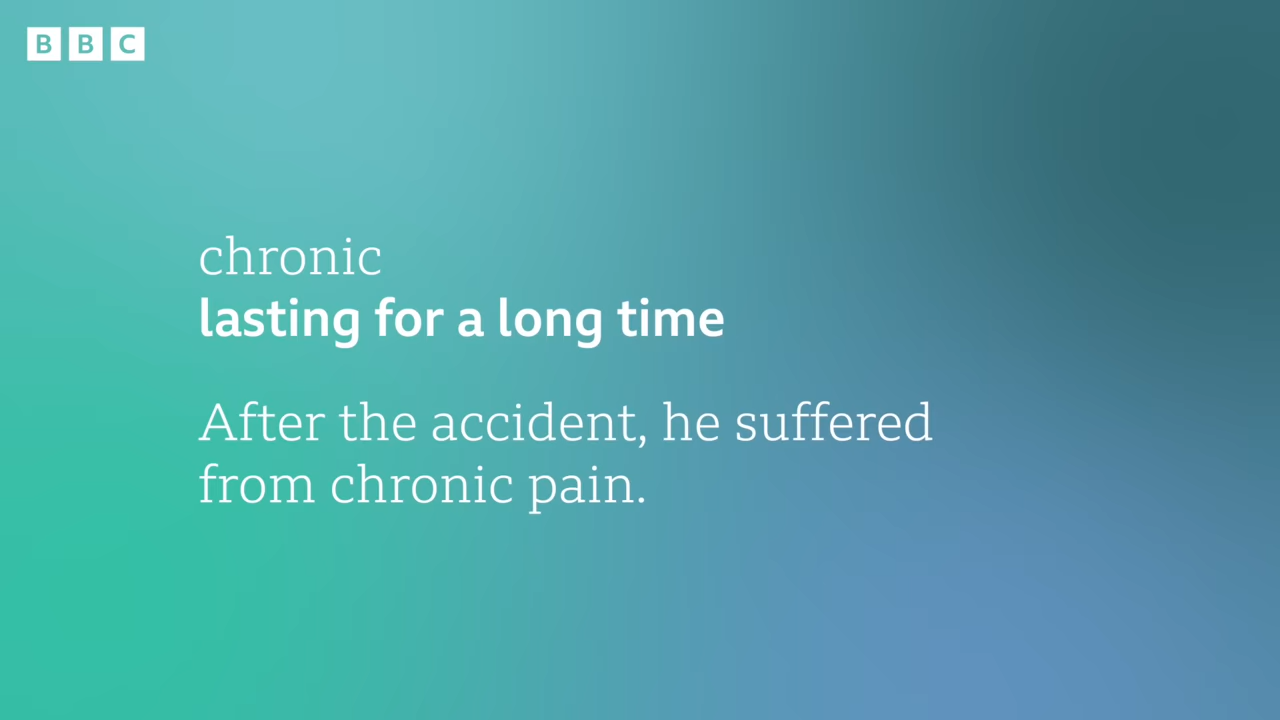 BBC
chronic
lasting for a long time
After the accident, he suffered
from chronic pain.